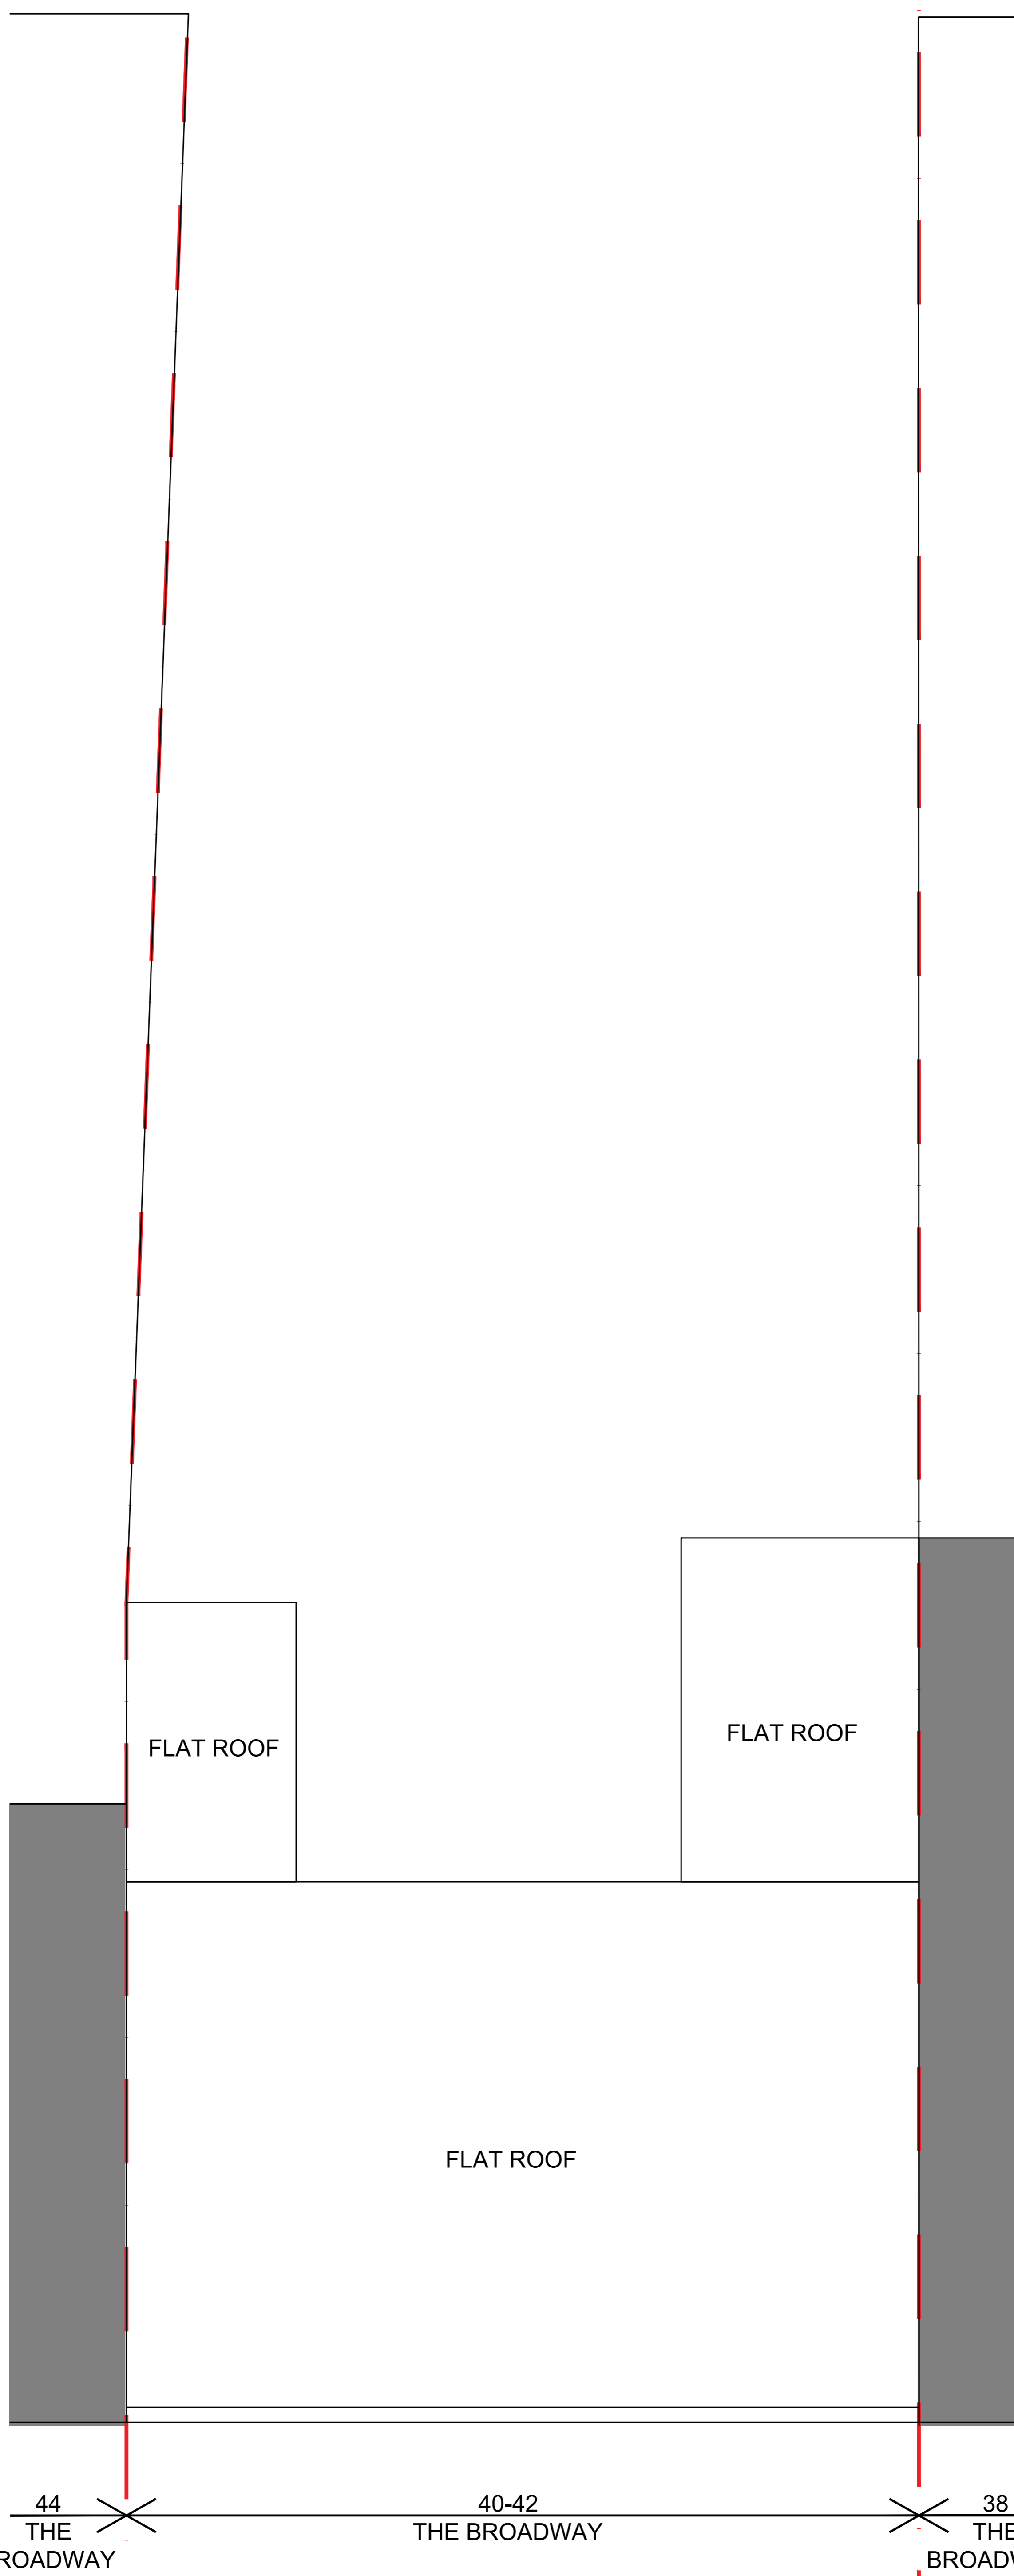 FLAT ROOF
FLAT ROOF
FLAT ROOF
44
THE
ROADWAY
40-42
THE BROADWAY
38
THE
BROADW